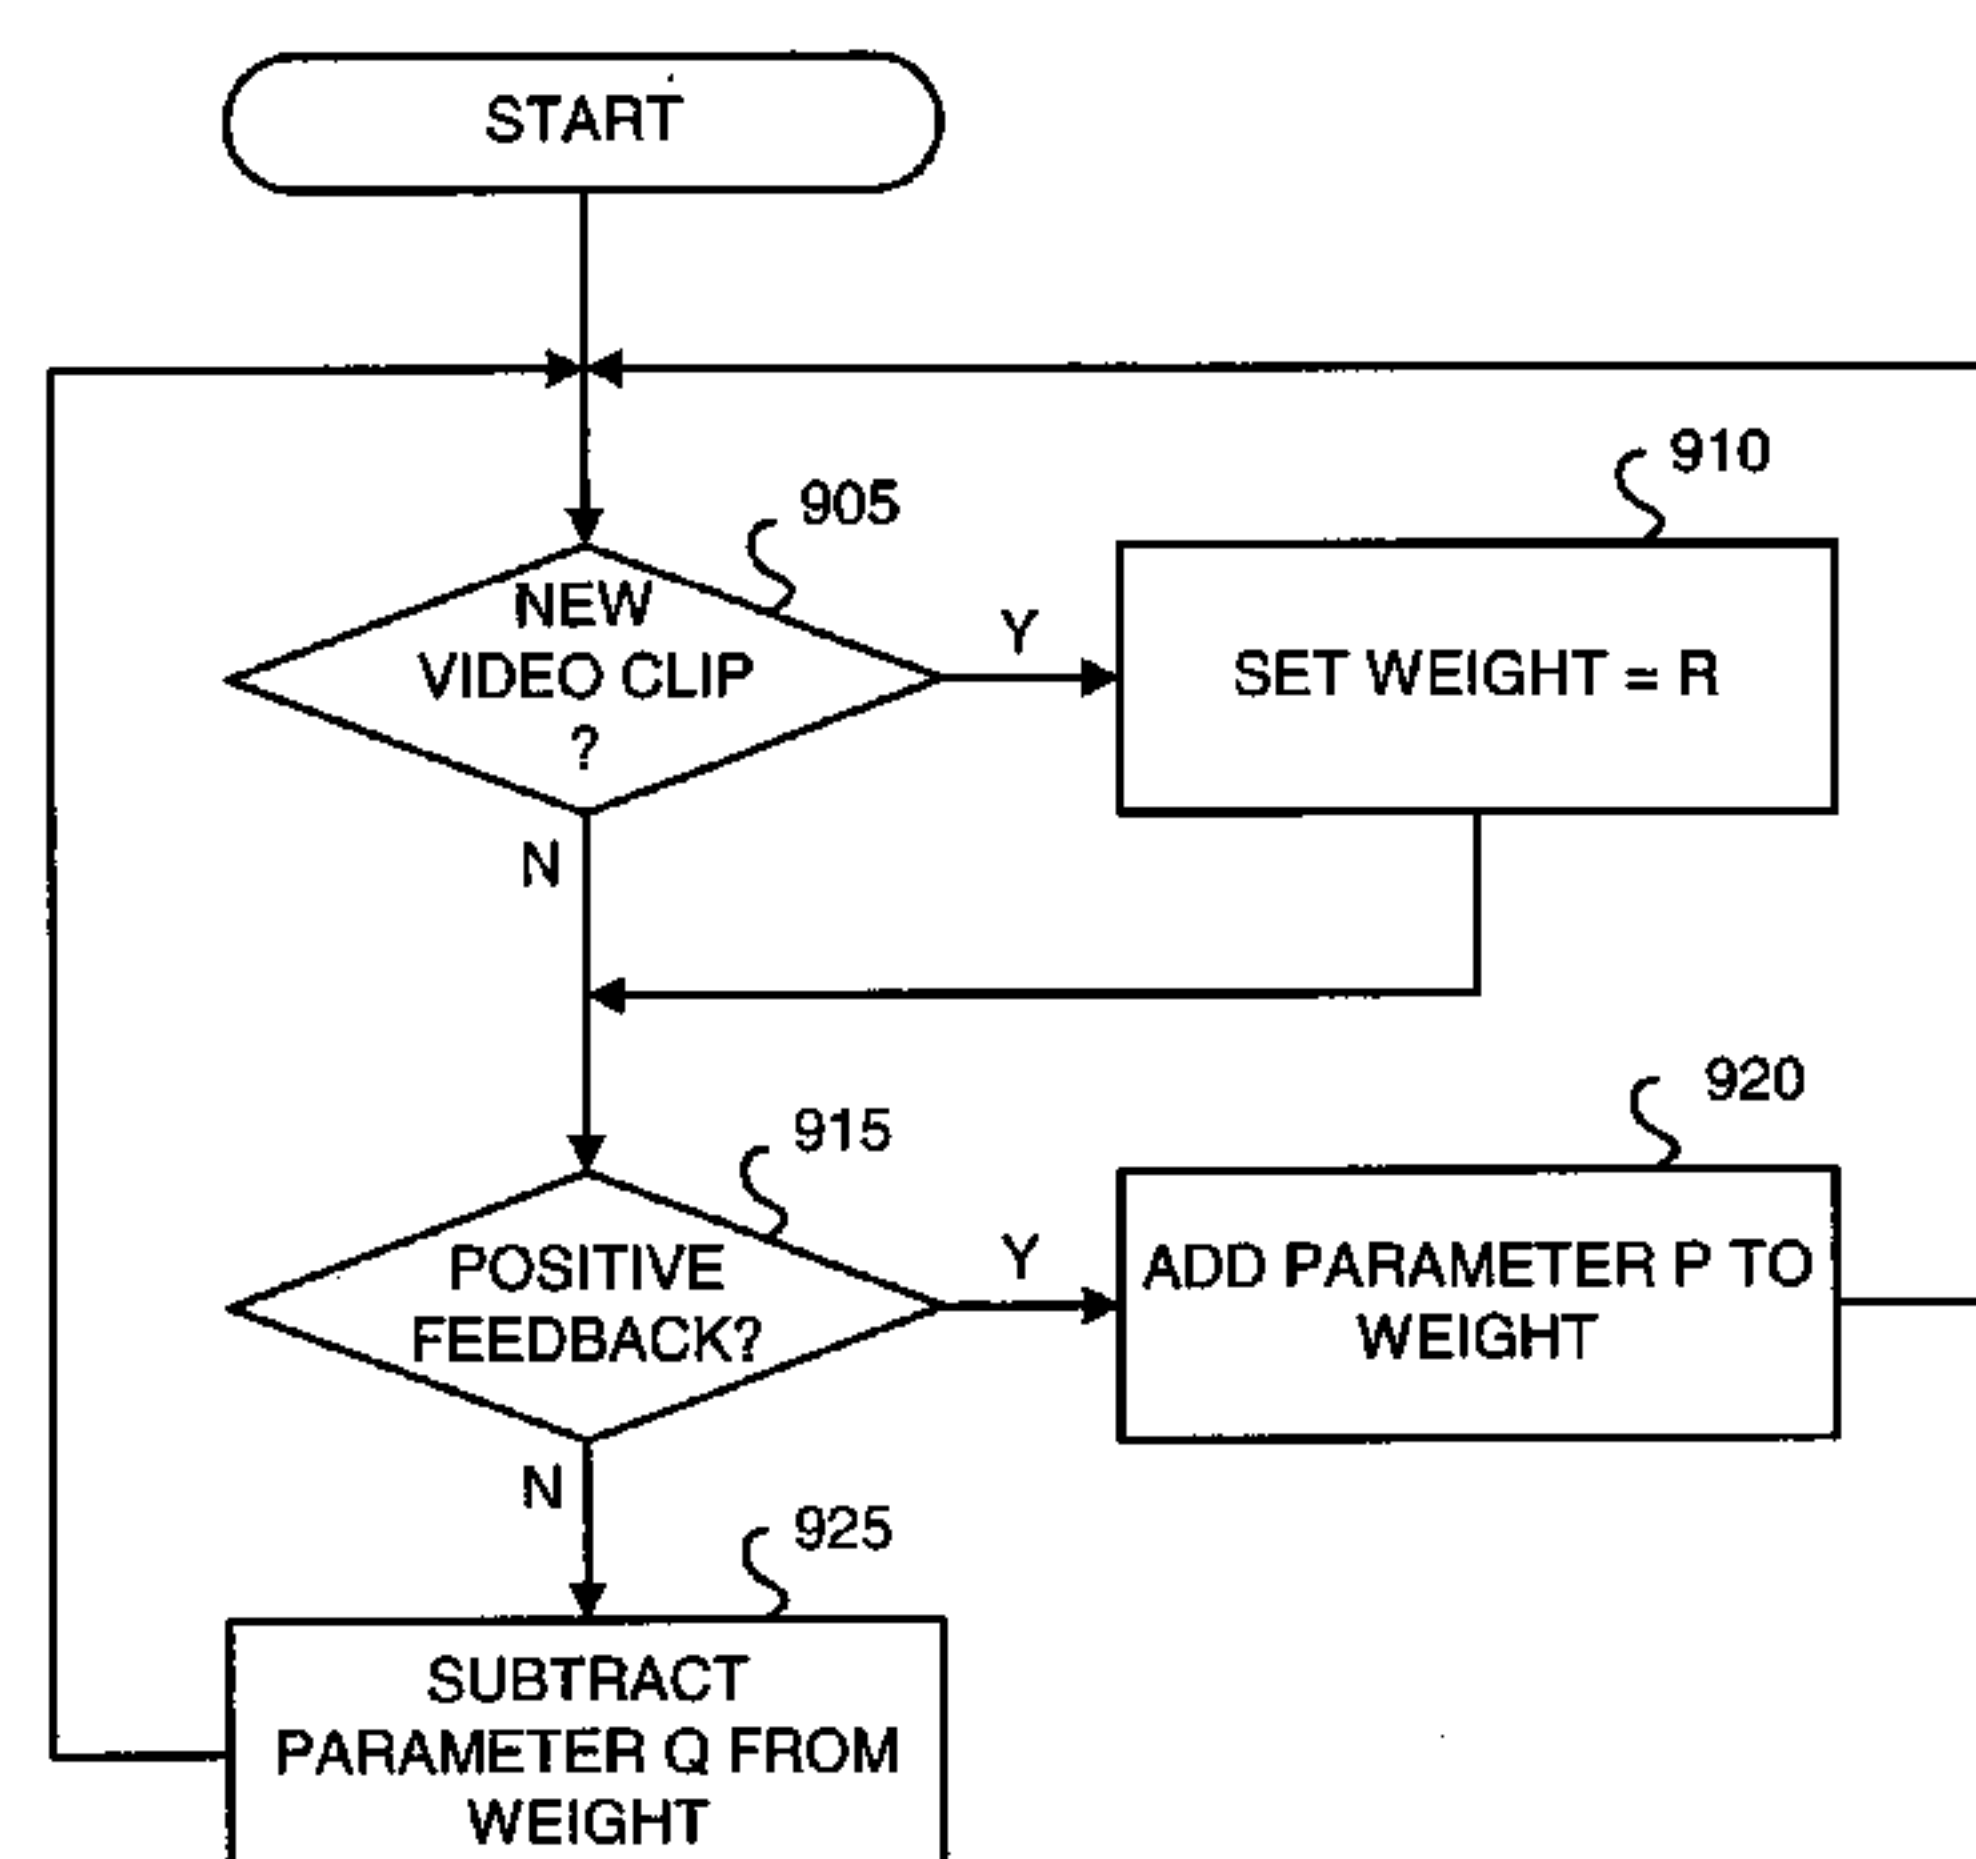 START
910
905
NEW
VIDEO CLIP
?
Y
SET WEIGHT = R
N
920
915
POSITIVE
FEEDBACK?
Y
ADD PARAMETER P TO
WEIGHT
N
925
SUBTRACT
PARAMETER Q FROM
WEIGHT